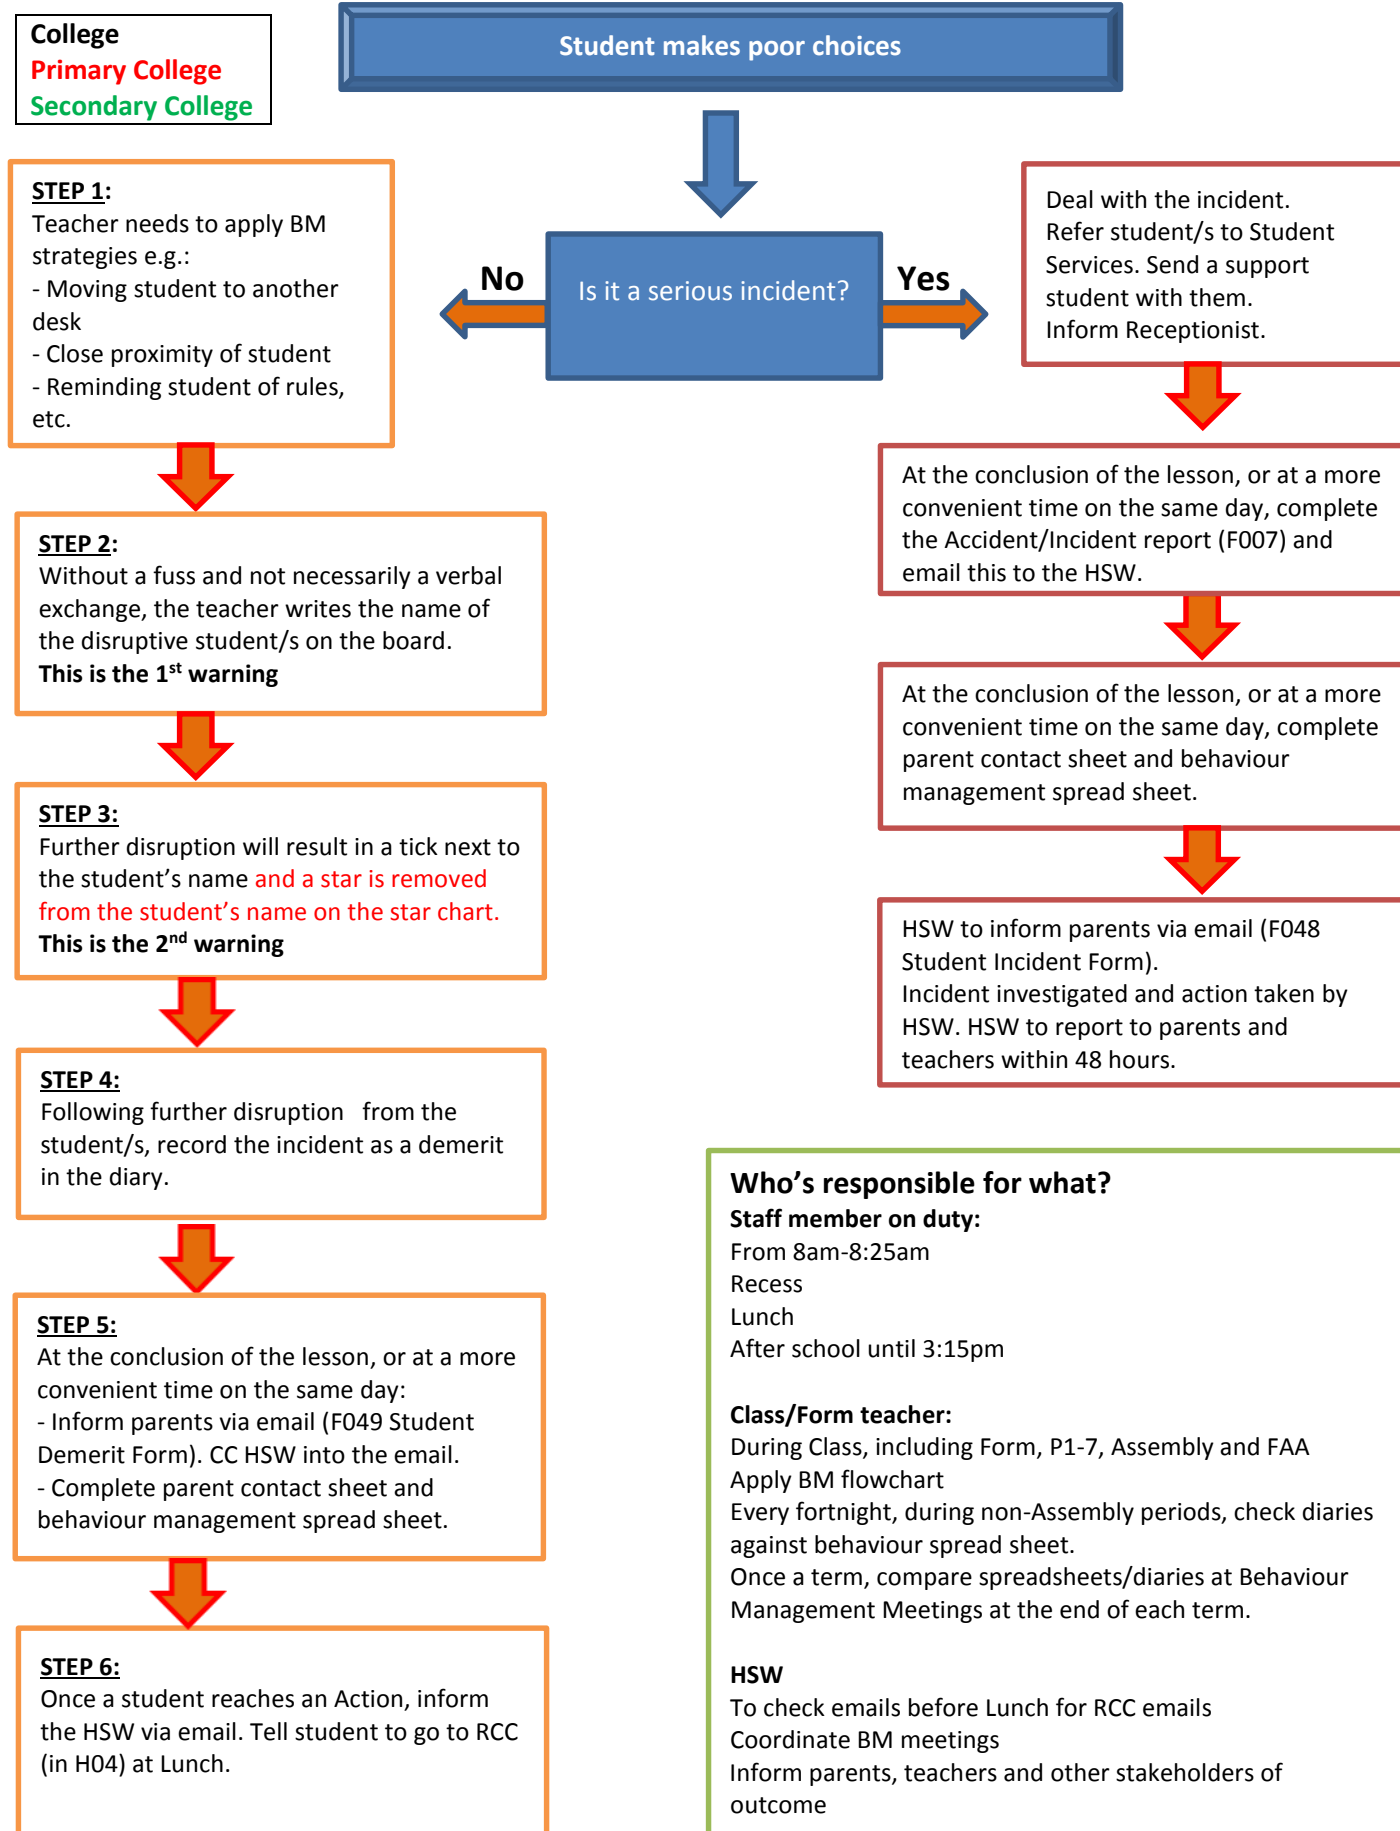 College
Primary College
Secondary College
Student makes poor choices
Is it a serious incident?
No
Yes
STEP 1:
Teacher needs to apply BM
strategies e.g.:
- Moving student to another
desk
- Close proximity of student
- Reminding student of rules,
etc.
STEP 2:
Without a fuss and not necessarily a verbal
exchange, the teacher writes the name of
the disruptive student/s on the board.
This is the 1st warning
STEP 3:
Further disruption will result in a tick next to
the student’s name and a star is removed
from the student’s name on the star chart.
This is the 2nd warning
STEP 4:
Following further disruption   from the
student/s, record the incident as a demerit
in the diary.
STEP 5:
At the conclusion of the lesson, or at a more
convenient time on the same day:
- Inform parents via email (F049 Student
Demerit Form). CC HSW into the email.
- Complete parent contact sheet and
behaviour management spread sheet.
STEP 6:
Once a student reaches an Action, inform
the HSW via email. Tell student to go to RCC
(in H04) at Lunch.
Deal with the incident.
Refer student/s to Student
Services. Send a support
student with them.
Inform Receptionist.
At the conclusion of the lesson, or at a more
convenient time on the same day, complete
the Accident/Incident report (F007) and
email this to the HSW.
At the conclusion of the lesson, or at a more
convenient time on the same day, complete
parent contact sheet and behaviour
management spread sheet.
HSW to inform parents via email (F048
Student Incident Form).
Incident investigated and action taken by
HSW. HSW to report to parents and
teachers within 48 hours.
Who’s responsible for what?
Staff member on duty:
From 8am-8:25am
Recess
Lunch
After school until 3:15pm
Class/Form teacher:
During Class, including Form, P1-7, Assembly and FAA
Apply BM flowchart
Every fortnight, during non-Assembly periods, check diaries
against behaviour spread sheet.
Once a term, compare spreadsheets/diaries at Behaviour
Management Meetings at the end of each term.
HSW
To check emails before Lunch for RCC emails
Coordinate BM meetings
Inform parents, teachers and other stakeholders of
outcome